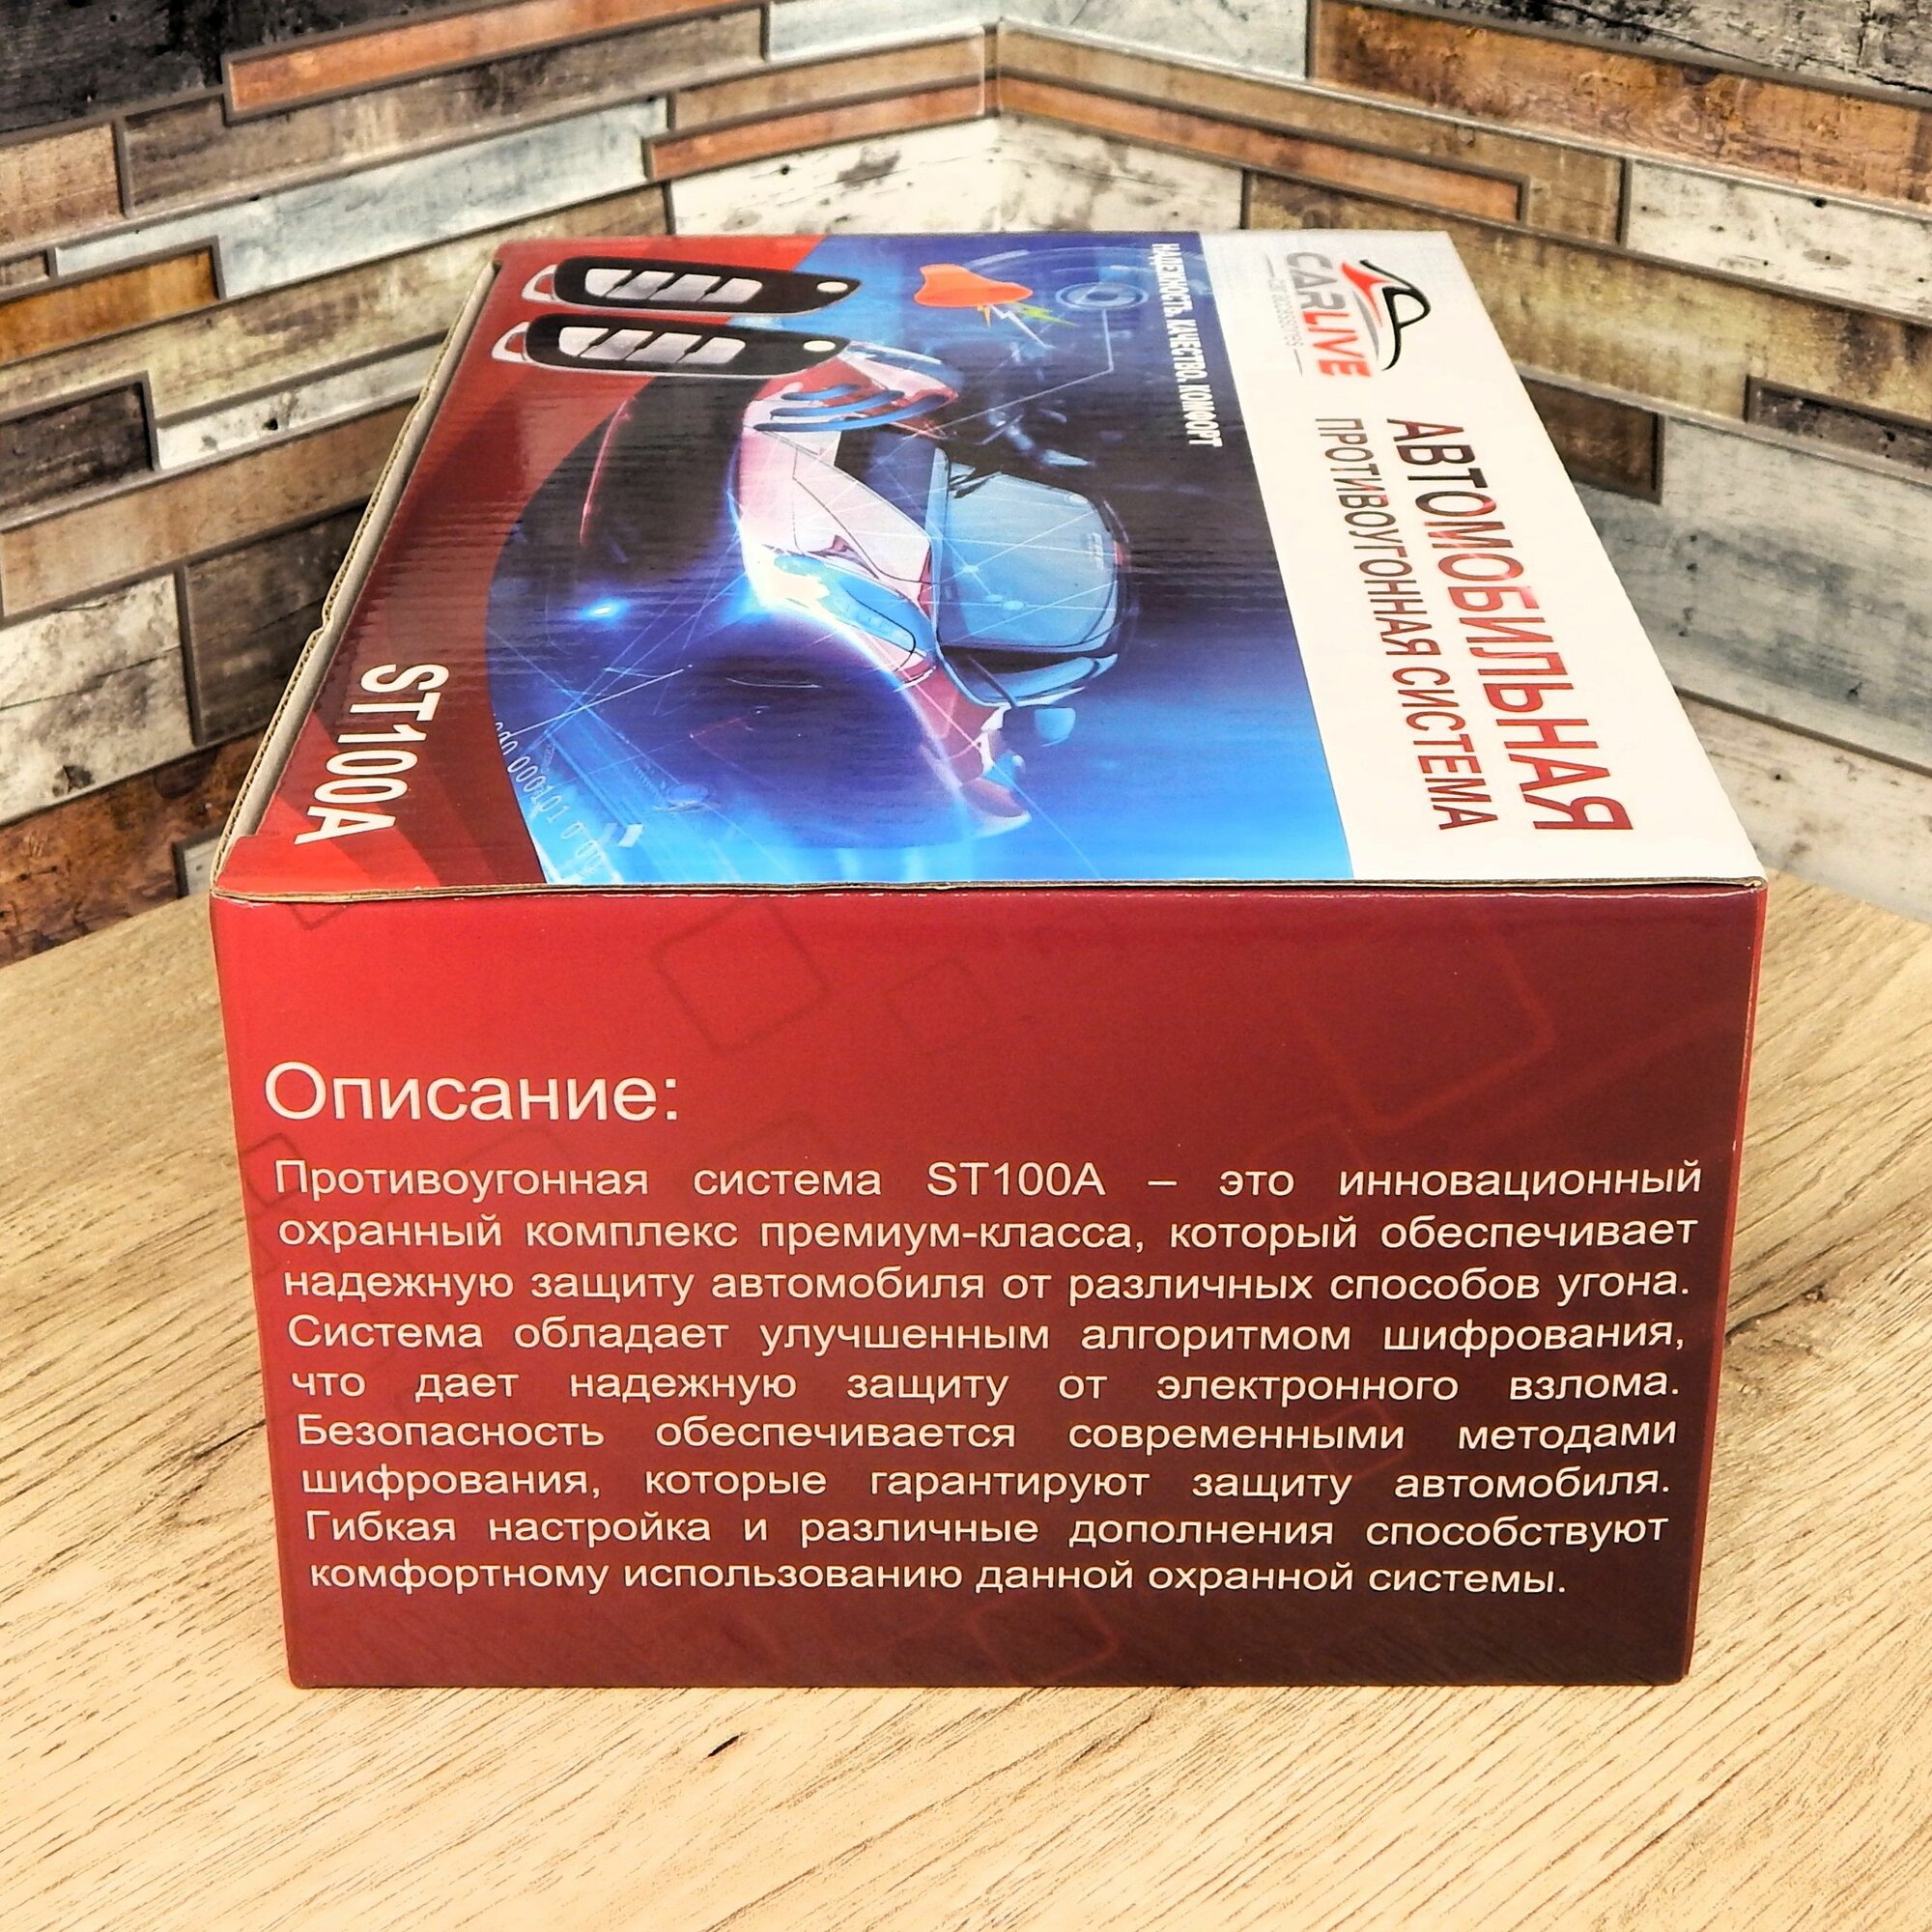 CARLIVE
car accessories
АВТОМОБИЛЬНАЯ
ПРОТИВОУГОННАЯ СИСТЕМА
НАДЕЖНОСТЬ. КАЧЕСТВО. КОМФОРТ
ST100A
Описание:
Противоугонная система ST100A – это инновационный
охранный комплекс премиум-класса, который обеспечивает
надежную защиту автомобиля от различных способов угона.
Система обладает улучшенным алгоритмом шифрования,
что дает надежную защиту от электронного взлома.
Безопасность обеспечивается современными методами
шифрования, которые гарантируют защиту автомобиля.
Гибкая настройка и различные дополнения способствуют
комфортному использованию данной охранной системы.